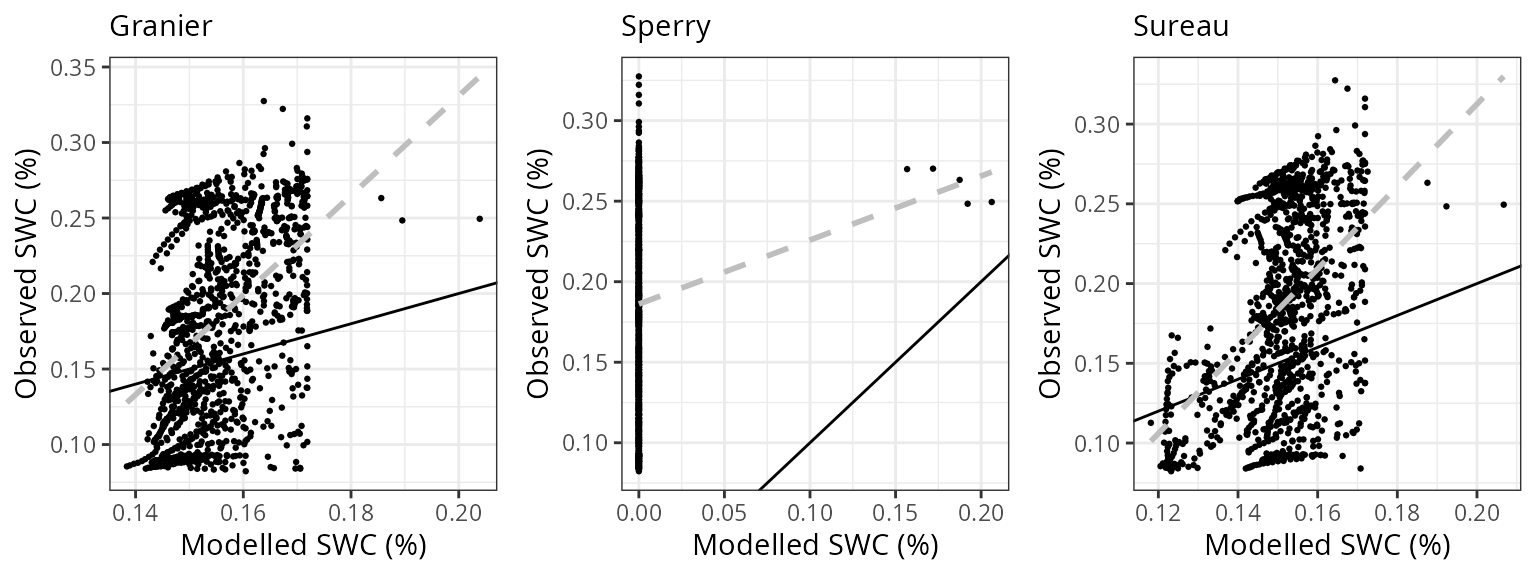 Granier
Sperry
Sureau
Observed SWC (%)
0.35
0.30
0.25
0.20
0.15
0.10
0.14 0.16 0.18 0.20
Modelled SWC (%)
Observed SWC (%)
0.30
0.25
0.20
0.15
0.10
0.00 0.05 0.10 0.15 0.20
Modelled SWC (%)
Observed SWC (%)
0.30
0.25
0.20
0.15
0.10
0.12 0.14 0.16 0.18 0.20
Modelled SWC (%)